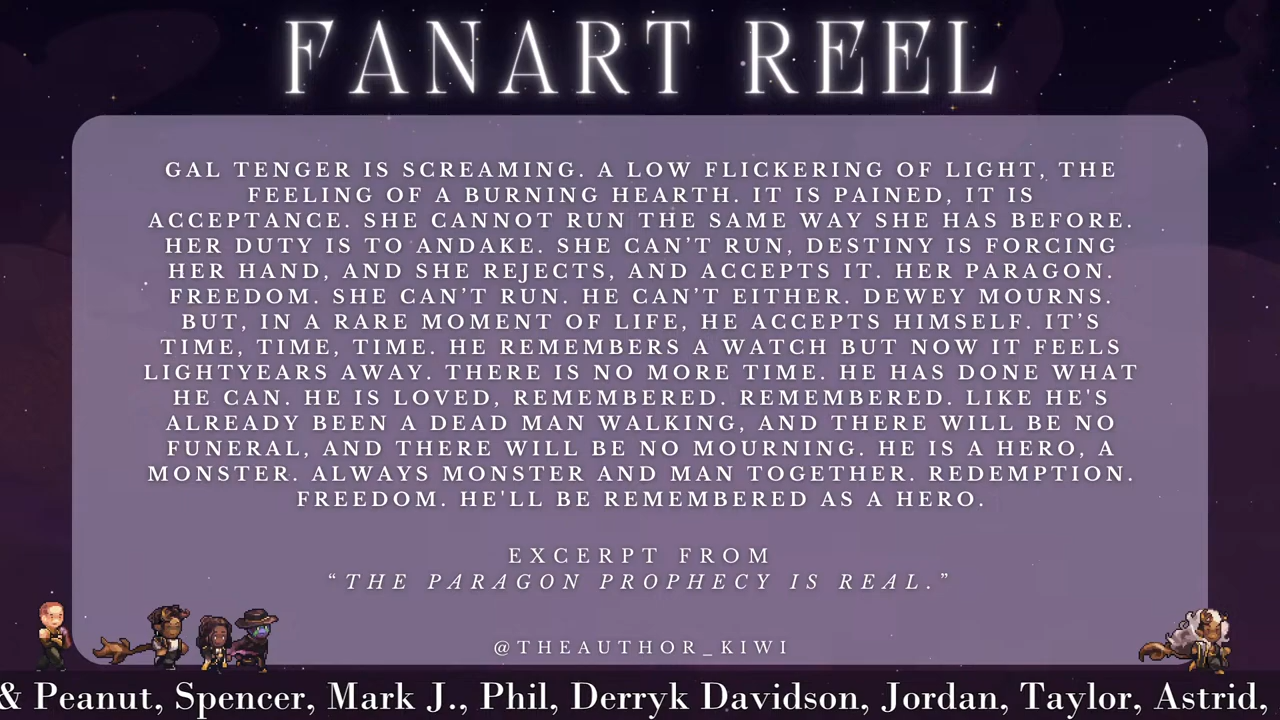 FANART REEL
GAL TENGER IS SCREAMING. A LOW FLICKERING OF LIGHT, THE
FEELING OF A BURNING HEARTH. IT IS PAINED, IT IS
ACCEPTANCE. SHE CANNOT RUN THE SAME WAY SHE HAS BEFORE.
HER DUTY IS TO ANDAKE. SHE CAN’T RUN, DESTINY IS FORCING
HER HAND, AND SHE REJECTS, AND ACCEPTS IT. HER PARAGON.
FREEDOM. SHE CAN’T RUN. HE CAN’T EITHER. DEWEY MOURNS.
BUT, IN A RARE MOMENT OF LIFE, HE ACCEPTS HIMSELF. IT’S
TIME, TIME, TIME. HE REMEMBERS A WATCH BUT NOW IT FEELS
LIGHTYEARS AWAY. THERE IS NO MORE TIME. HE HAS DONE WHAT
HE CAN. HE IS LOVED, REMEMBERED. REMEMBERED. LIKE HE'S
ALREADY BEEN A DEAD MAN WALKING, AND THERE WILL BE NO
FUNERAL, AND THERE WILL BE NO MOURNING. HE IS A HERO, A
MONSTER. ALWAYS MONSTER AND MAN TOGETHER. REDEMPTION.
FREEDOM. HE'LL BE REMEMBERED AS A HERO.
EXCERPT FROM
“THE PARAGON PROPHECY IS REAL.”
@THEAUTHOR_KIWI
& Peanut, Spencer, Mark J., Phil, Derryk Davidson, Jordan, Taylor, Astrid,